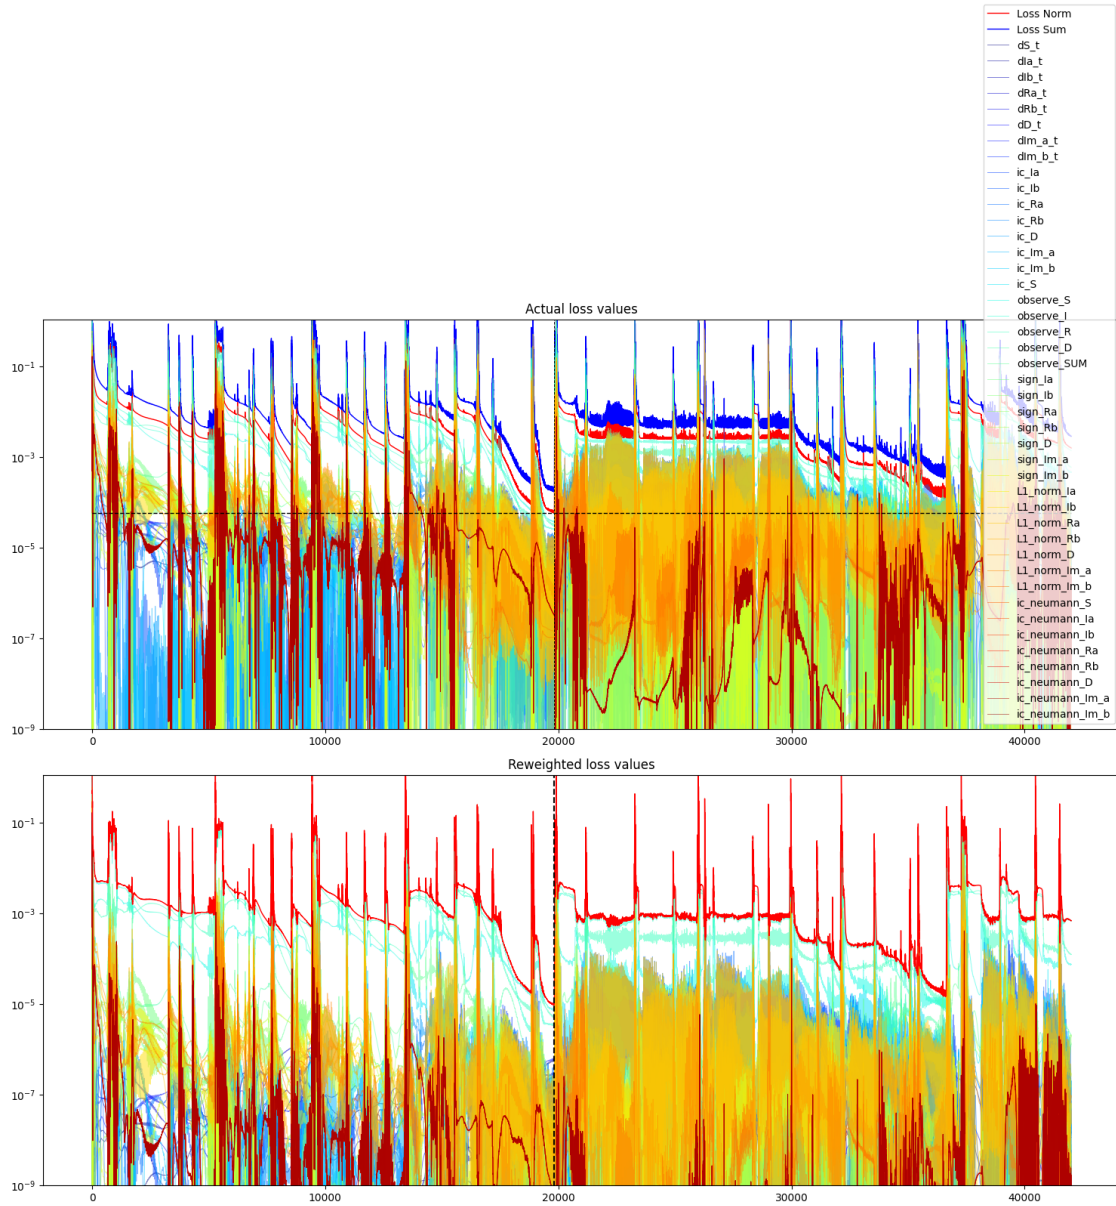 Loss Norm
Loss Sum
dS_t
dIa_t
dIb_t
dRa_t
dRb_t
dD_t
dIm_a_t
dIm_b_t
ic_Ia
ic_Ib
ic_Ra
ic_Rb
ic_D
ic_Im_a
ic_Im_b
ic_S
observe_S
observe_I
observe_R
observe_D
observe_SUM
sign_Ia
sign_Ib
sign_Ra
sign_Rb
sign_D
sign_Im_a
sign_Im_b
L1_norm_Ia
L1_norm_Ib
L1_norm_Ra
L1_norm_Rb
L1_norm_D
L1_norm_Im_a
L1_norm_Im_b
ic_neumann_S
ic_neumann_Ia
ic_neumann_Ib
ic_neumann_Ra
ic_neumann_Rb
ic_neumann_D
ic_neumann_Im_a
ic_neumann_Im_b
Actual loss values
10⁻¹
10⁻³
10⁻⁵
10⁻⁷
10⁻⁹
0 10000 20000 30000 40000
Reweighted loss values
10⁻¹
10⁻³
10⁻⁵
10⁻⁷
10⁻⁹
0 10000 20000 30000 40000